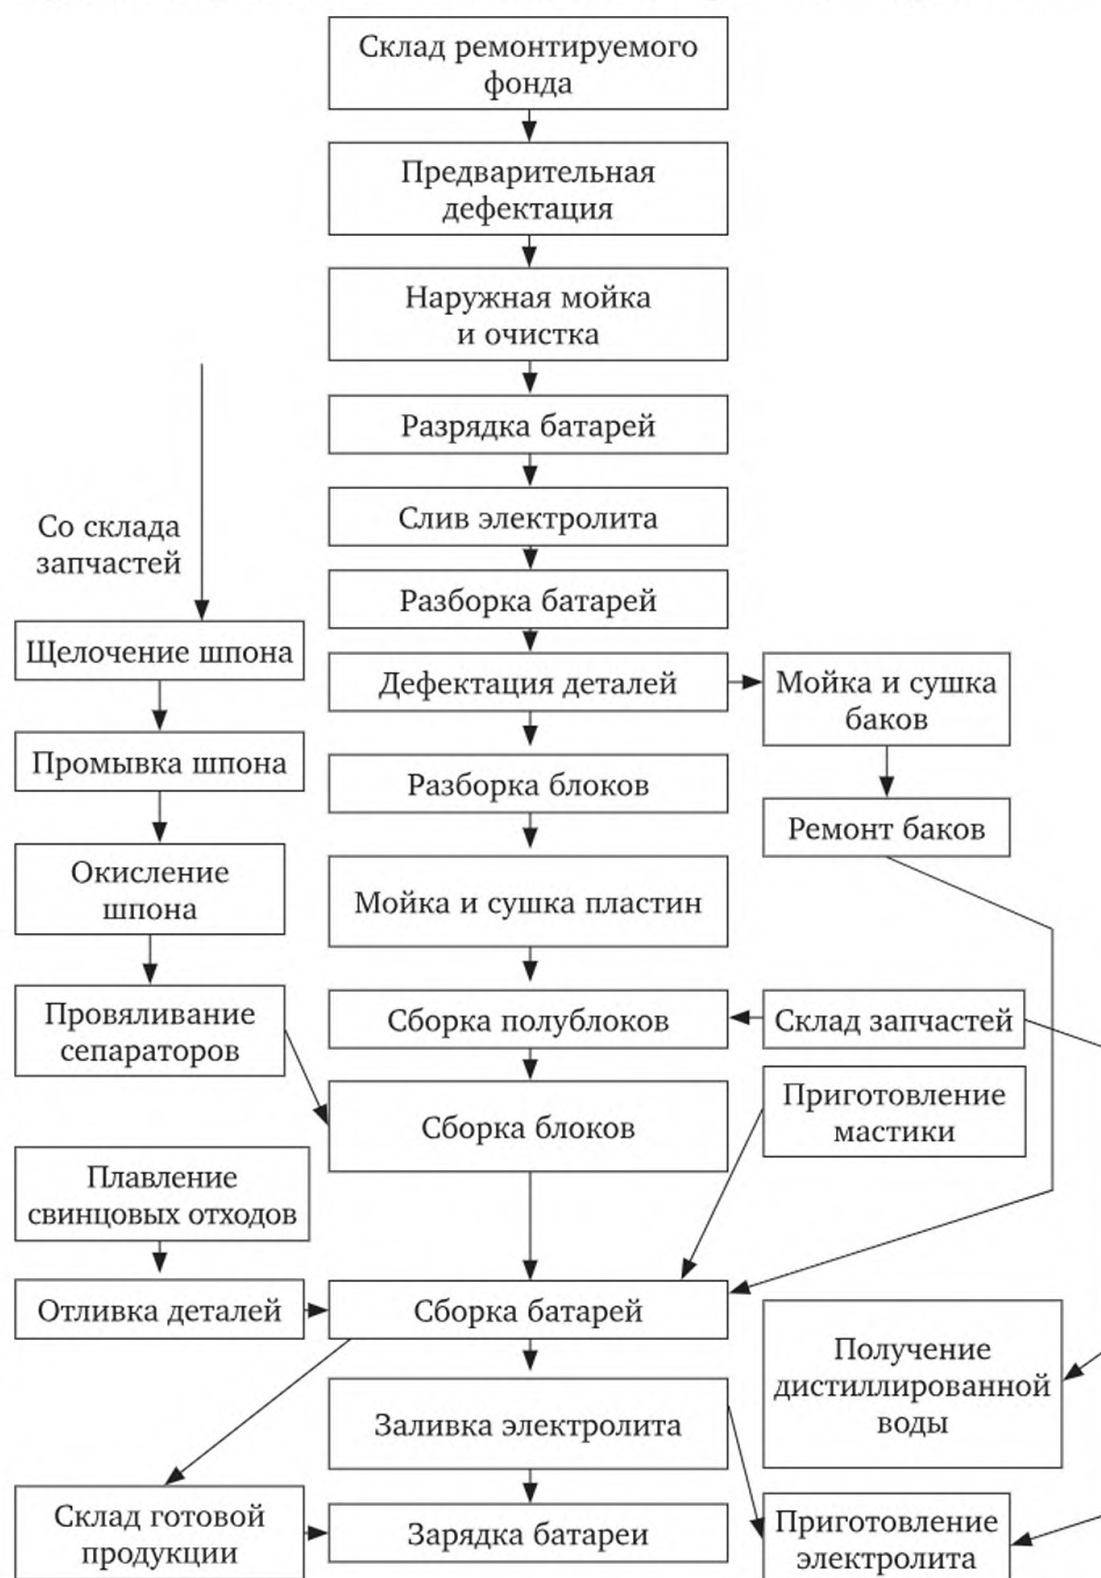 Склад ремонтируемого
фонда
Предварительная
дефектация
Наружная мойка
и очистка
Разрядка батарей
Слив электролита
Со склада
запчастей
Разборка батарей
Щелочение шпона
Дефектация деталей
Мойка и сушка
баков
Промывка шпона
Разборка блоков
Ремонт баков
Окисление
шпона
Мойка и сушка пластин
Провяливание
сепараторов
Сборка полублоков
Склад запчастей
Сборка блоков
Приготовление
мастики
Плавление
свинцовых отходов
Отливка деталей
Сборка батарей
Получение
дистиллированной
воды
Заливка электролита
Склад готовой
продукции
Зарядка батареи
Приготовление
электролита